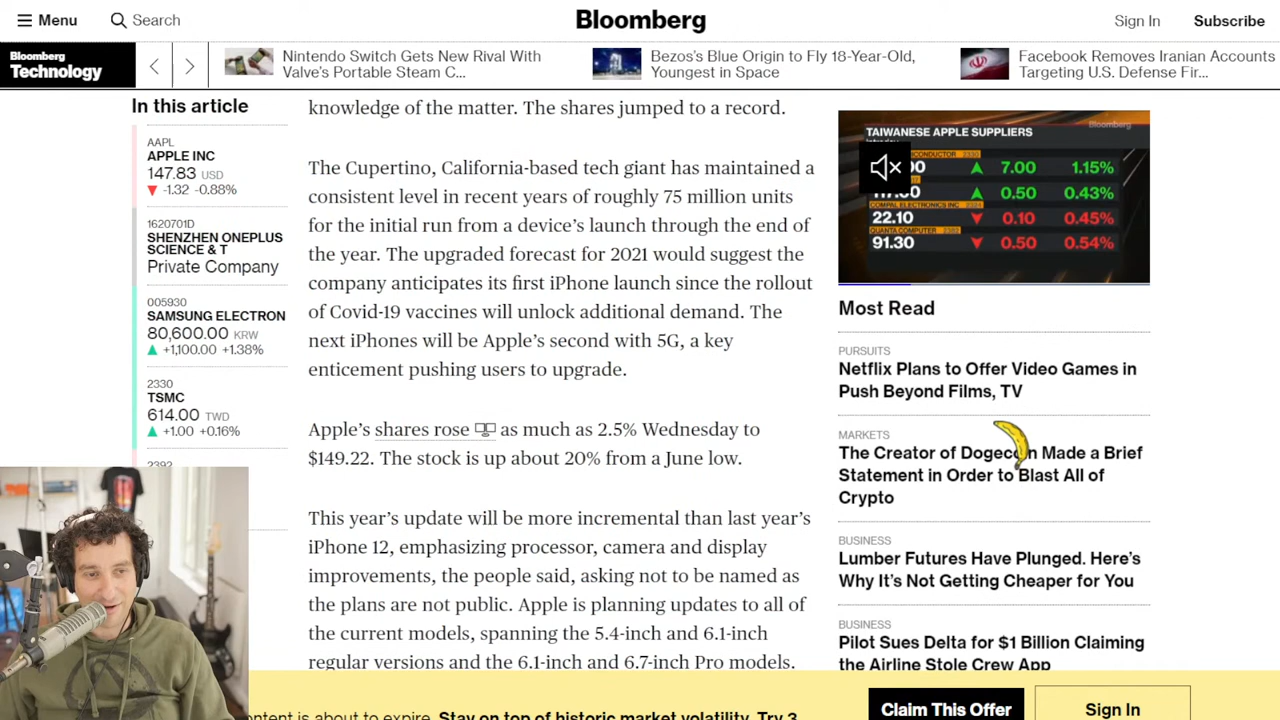 Menu
Search
Bloomberg
Sign In
Subscribe
Bloomberg
Technology
Nintendo Switch Gets New Rival With
Valve's Portable Steam C...
Bezos's Blue Origin to Fly 18-Year-Old,
Youngest in Space
Facebook Removes Iranian Accounts
Targeting U.S. Defense Fir...
In this article
AAPL
APPLE INC
147.83 USD
-1.32 -0.88%
1620701D
SHENZHEN ONEPLUS
SCIENCE & T
Private Company
005930
SAMSUNG ELECTRON
80,600.00 KRW
+1,100.00 +1.38%
2330
TSMC
614.00 TWD
+1.00 +0.16%
2392
knowledge of the matter. The shares jumped to a record.
The Cupertino, California-based tech giant has maintained a
consistent level in recent years of roughly 75 million units
for the initial run from a device's launch through the end of
the year. The upgraded forecast for 2021 would suggest the
company anticipates its first iPhone launch since the rollout
of Covid-19 vaccines will unlock additional demand. The
next iPhones will be Apple's second with 5G, a key
enticement pushing users to upgrade.
Apple's shares rose as much as 2.5% Wednesday to
$149.22. The stock is up about 20% from a June low.
This year's update will be more incremental than last year's
iPhone 12, emphasizing processor, camera and display
improvements, the people said, asking not to be named as
the plans are not public. Apple is planning updates to all of
the current models, spanning the 5.4-inch and 6.1-inch
regular versions and the 6.1-inch and 6.7-inch Pro models.
Bloomberg
TAIWANESE APPLE SUPPLIERS
7.00 1.15%
0.50 0.43%
COMPAL ELECTRONICS INC 2324
22.10 0.10 0.45%
QUANTA COMPUTER 2382
91.30 0.50 0.54%
Most Read
PURSUITS
Netflix Plans to Offer Video Games in
Push Beyond Films, TV
MARKETS
The Creator of Dogecoin Made a Brief
Statement in Order to Blast All of
Crypto
BUSINESS
Lumber Futures Have Plunged. Here's
Why It's Not Getting Cheaper for You
BUSINESS
Pilot Sues Delta for $1 Billion Claiming
the Airline Stole Crew App
is about to expire. Stay on top of historic market volatility. Try 3
Claim This Offer
Sign In